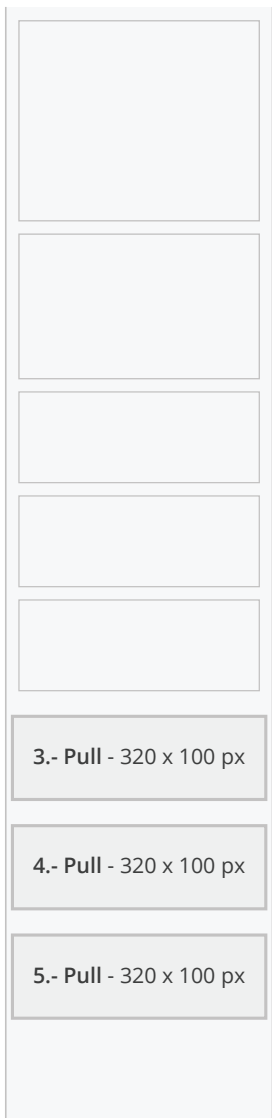 3.- Pull - 320 x 100 px
4.- Pull - 320 x 100 px
5.- Pull - 320 x 100 px